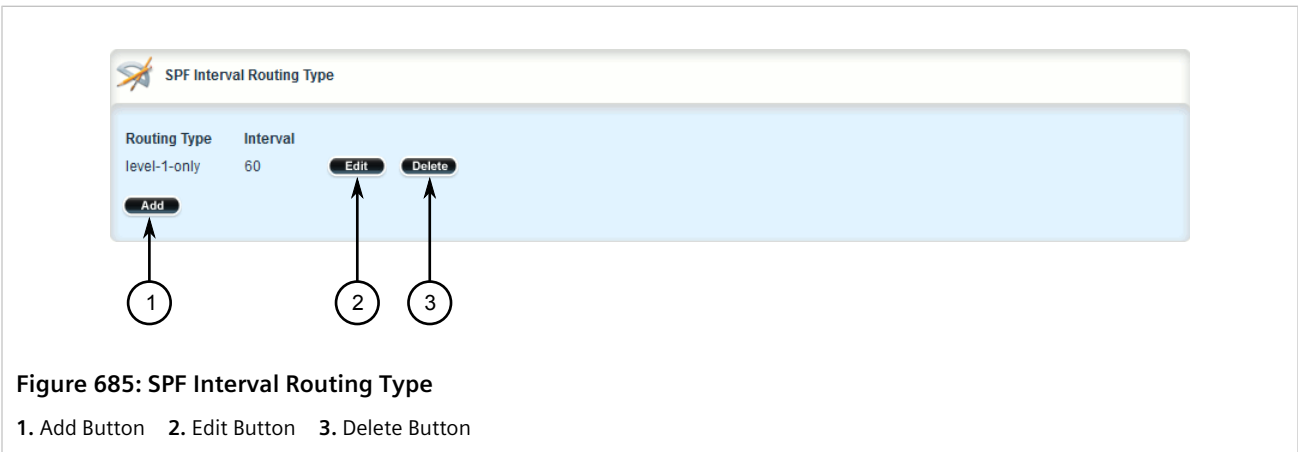 SPF Interval Routing Type
Routing Type Interval
level-1-only 60 Edit Delete
Add
1 2 3
Figure 685: SPF Interval Routing Type
1. Add Button 2. Edit Button 3. Delete Button